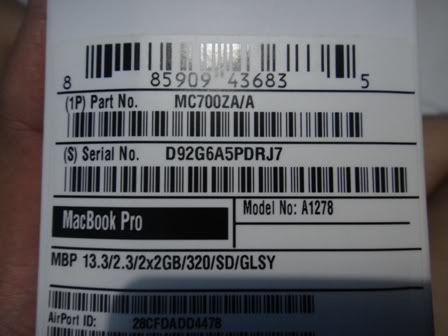 8 85909 43683 5
(1P) Part No. MC700ZA/A
(S) Serial No. D92G6A5PDRJ7
MacBook Pro
Model No: A1278
MBP 13.3/2.3/2x2GB/320/SD/GLSY
AirPort ID: 28CFDADD4478